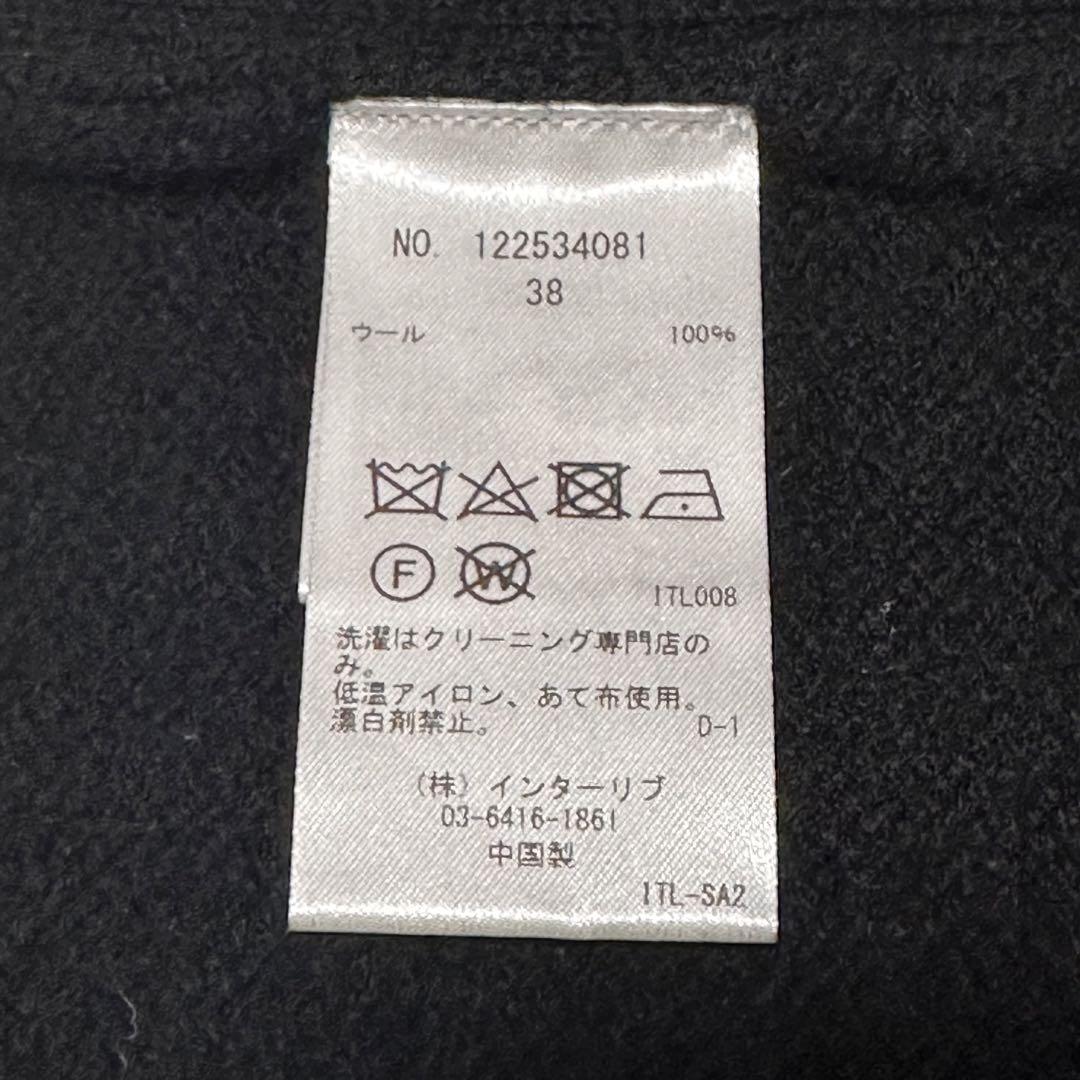 NO. 122534081
38
ウール 100%
F W
ITL008
洗濯はクリーニング専門店の
み。
低温アイロン、あて布使用。
漂白剤禁止。 D-1
(株) インターリブ
03-6416-1861
中国製
ITL-SA2